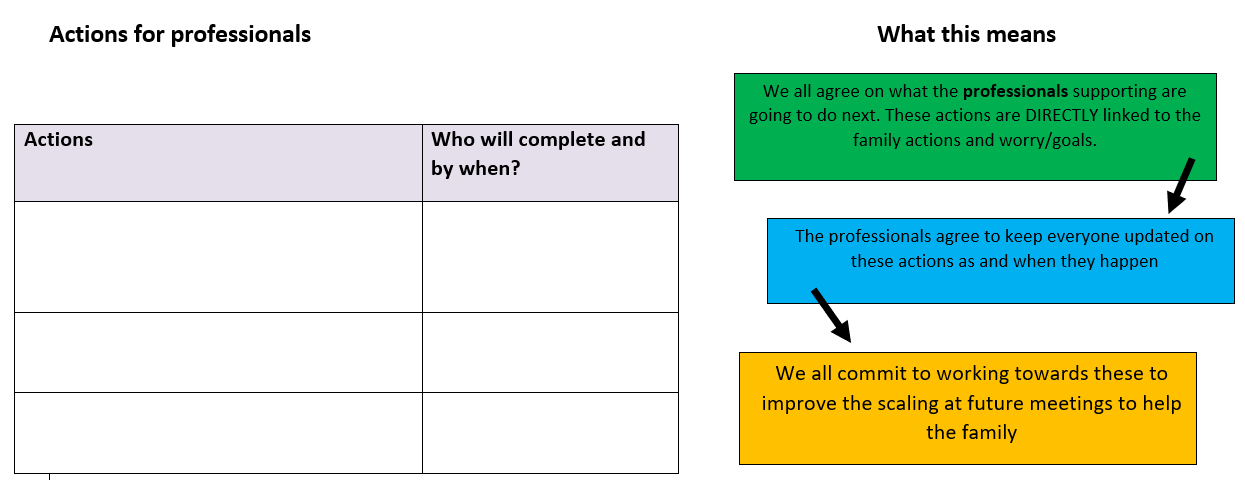 Actions for professionals
What this means
Actions
Who will complete and
by when?
We all agree on what the professionals supporting are
going to do next. These actions are DIRECTLY linked to the
family actions and worry/goals.
The professionals agree to keep everyone updated on
these actions as and when they happen
We all commit to working towards these to
improve the scaling at future meetings to help
the family